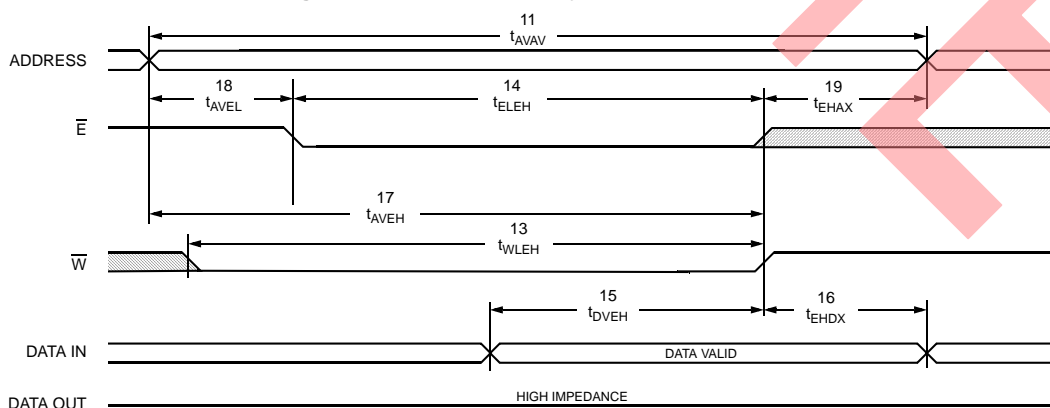 11
tAVAV
ADDRESS
18
14
19
tAVEL
tELEH
tEHAX
E
17
tAVEH
13
tWLEH
W
15
16
tDVEH
tEHDX
DATA IN
DATA VALID
HIGH IMPEDANCE
DATA OUT